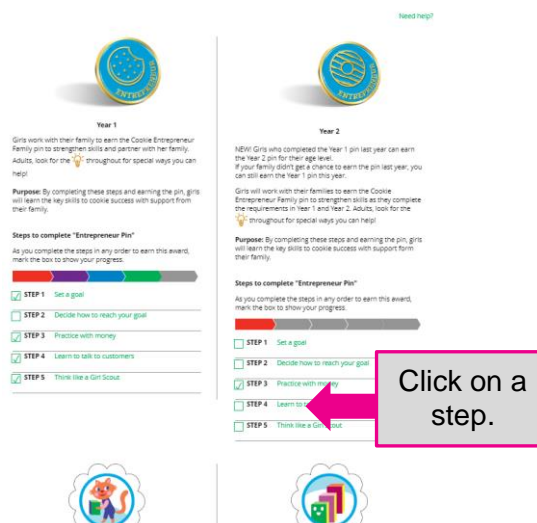 Need help?
ENTREPRENEUR
Year 1
Girls work with their family to earn the Cookie Entrepreneur
Family pin to strengthen skills and partner with her family.
Adults, look for the throughout for special ways you can
help!
Purpose: By completing these steps and earning the pin, girls
will learn the key skills to cookie success with support from
their family.
Steps to complete "Entrepreneur Pin"
As you complete the steps in any order to earn this award,
mark the box to show your progress.
STEP 1 Set a goal
STEP 2 Decide how to reach your goal
STEP 3 Practice with money
STEP 4 Learn to talk to customers
STEP 5 Think like a Girl Scout
ENTREPRENEUR
Year 2
NEW! Girls who completed the Year 1 pin last year can earn
the Year 2 pin for their age level.
If your family didn't get a chance to earn the pin last year, you
can still earn the Year 1 pin this year.
Girls will work with their families to earn the Cookie
Entrepreneur Family pin to strengthen skills as they complete
the requirements in Year 1 and Year 2. Adults, look for the
throughout for special ways you can help!
Purpose: By completing these steps and earning the pin, girls
will learn the key skills to cookie success with support form
their family.
Steps to complete "Entrepreneur Pin"
As you complete the steps in any order to earn this award,
mark the box to show your progress.
STEP 1 Set a goal
STEP 2 Decide how to reach your goal
STEP 3 Practice with money
STEP 4 Learn to
STEP 5 Think like a Girl Scout
Click on a
step.